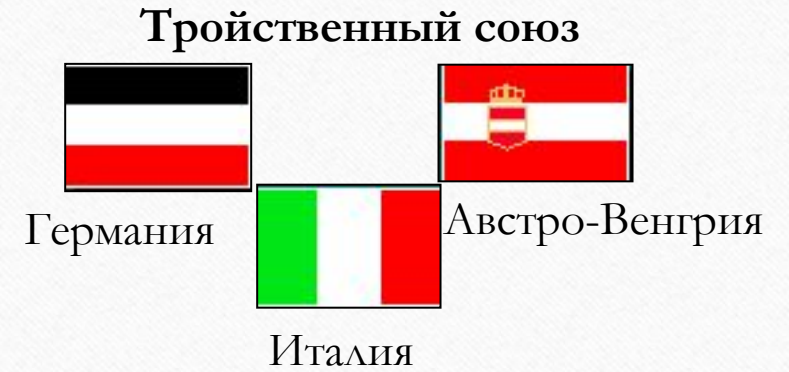 Тройственный союз
Германия
Австро-Венгрия
Италия